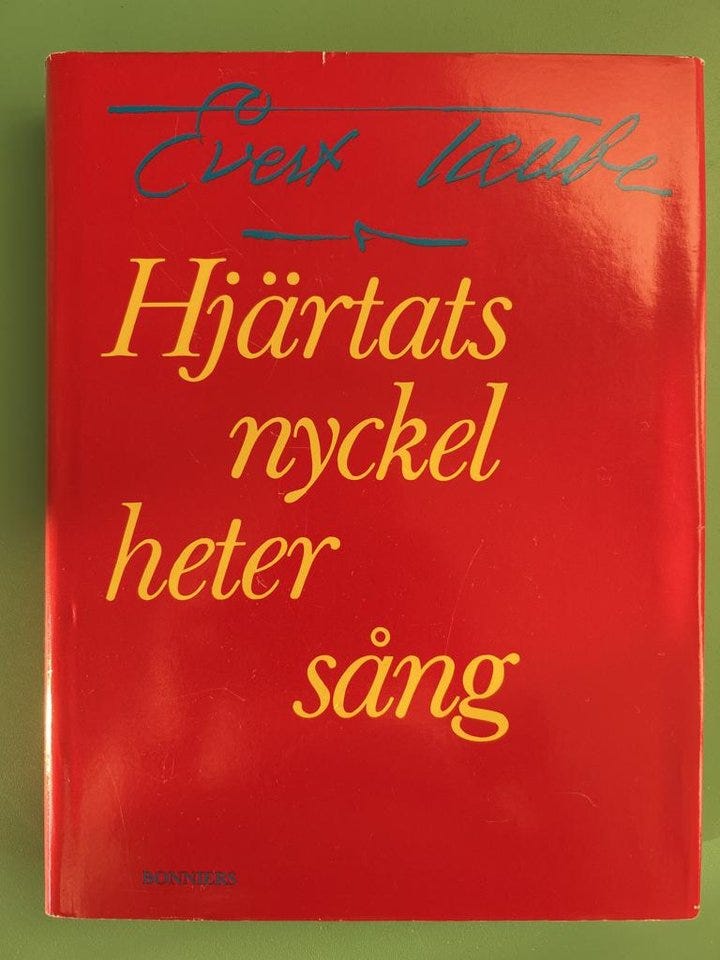 Evert Taube
Hjärtats
nyckel
heter
sång
BONNIERS